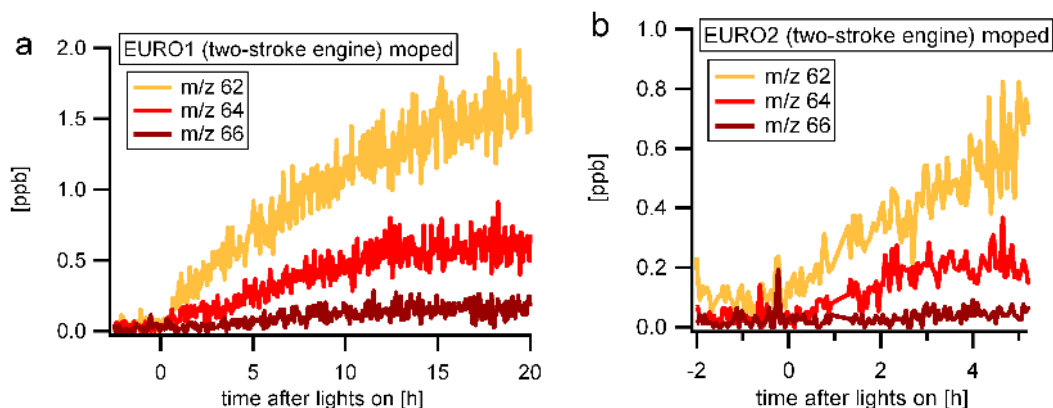 a
EURO1 (two-stroke engine) moped
m/z 62
m/z 64
m/z 66
[ppb]
2.0
1.5
1.0
0.5
0.0
0 5 10 15 20
time after lights on [h]
b
EURO2 (two-stroke engine) moped
m/z 62
m/z 64
m/z 66
[ppb]
1.0
0.8
0.6
0.4
0.2
0.0
-2 0 2 4
time after lights on [h]